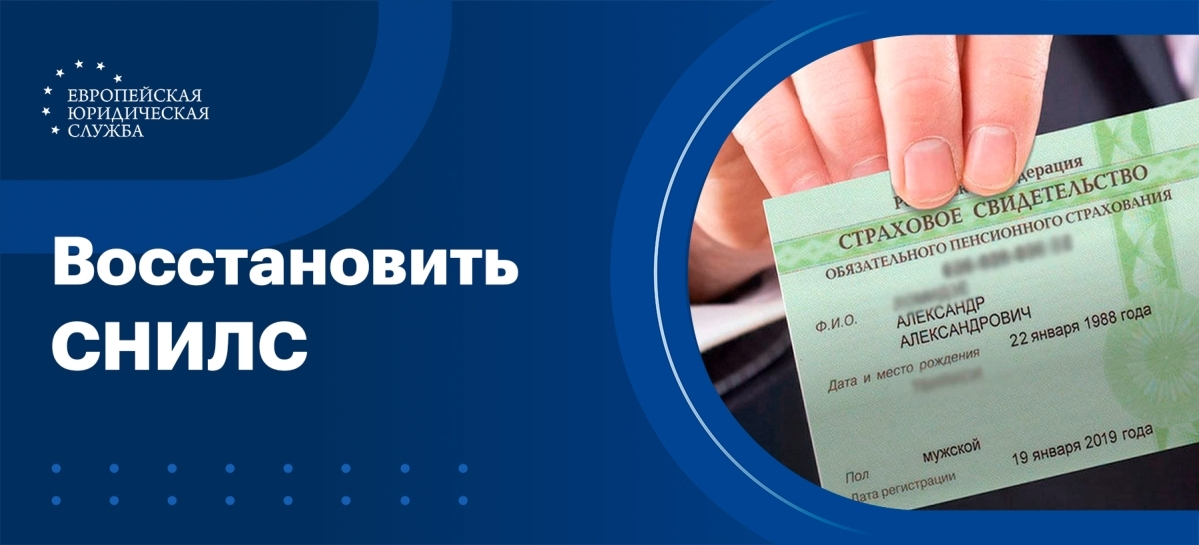 ЕВРОПЕЙСКАЯ
ЮРИДИЧЕСКАЯ
СЛУЖБА
Восстановить
СНИЛС
СТРАХОВОЕ СВИДЕТЕЛЬСТВО
ОБЯЗАТЕЛЬНОГО ПЕНСИОННОГО СТРАХОВАНИЯ
Ф.И.О.
АЛЕКСАНДР
АЛЕКСАНДРОВИЧ
22 января 1988 года
Дата и место рождения
Пол мужской
Дата регистрации 19 января 2019 года